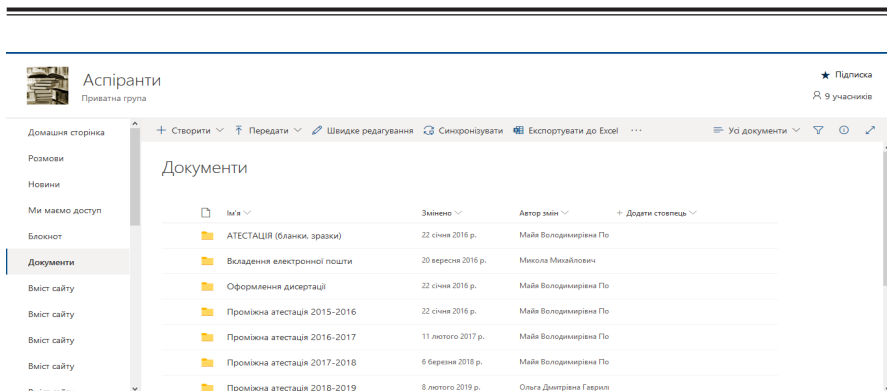 Аспіранти
Приватна група
★ Підписка
9 учасників
Домашня сторінка
Розмови
Новини
Ми маємо доступ
Блокнот
Документи
Вміст сайту
Вміст сайту
Вміст сайту
Вміст сайту
+ Створити Передати Швидке редагування Синхронізувати Експортувати до Excel ··· Усі документи
Документи
Ім'я Змінено Автор змін + Додати стовпець
АТЕСТАЦІЯ (бланки, зразки) 22 січня 2016 р. Майя Володимирівна По
Вкладення електронної пошти 20 вересня 2016 р. Микола Михайлович
Оформлення дисертації 22 січня 2016 р. Майя Володимирівна По
Проміжна атестація 2015-2016 22 січня 2016 р. Майя Володимирівна По
Проміжна атестація 2016-2017 11 лютого 2017 р. Майя Володимирівна По
Проміжна атестація 2017-2018 6 березня 2018 р. Майя Володимирівна По
Проміжна атестація 2018-2019 8 лютого 2019 р. Ольга Дмитрівна Гаврил